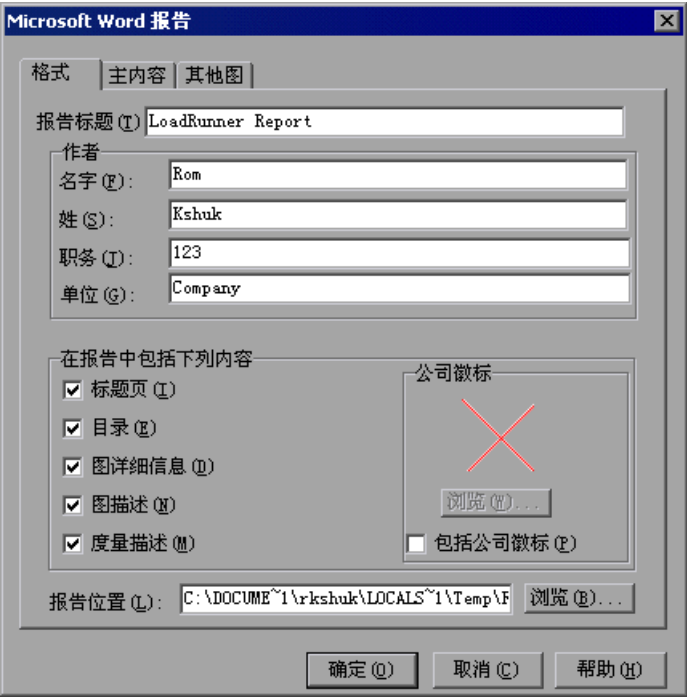 Microsoft Word 报告
格式 主内容 其他图
报告标题(T) LoadRunner Report
作者
名字(F): Rom
姓(S): Kshuk
职务(J): 123
单位(G): Company
在报告中包括下列内容
公司徽标
标题页(I)
目录(E)
图详细信息(D)
图描述(N)
浏览(W)...
度量描述(M)
包括公司徽标(P)
报告位置(L): C:\DOCUME~1\rkshuk\LOCALS~1\Temp\F 浏览(B)...
确定(O) 取消(C) 帮助(H)